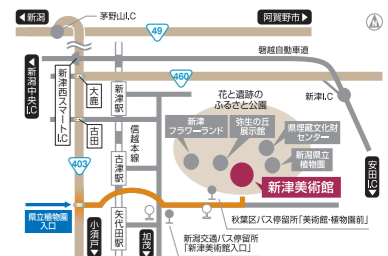 ◀新潟
茅野山I.C
49
阿賀野市▶
磐越自動車道
◀新潟中央I.C
新津西スマートI.C
大鹿
新津駅
460
花と遺跡の
ふるさと公園
新津I.C
古田
信越本線
新津
フラワーランド
弥生の丘
展示館
県埋蔵文化財
センター
新潟県立
植物園
403
古津駅
新津美術館
安田I.C▶
県立植物園
入口
小須戸▶
矢代田駅
加茂▶
秋葉区バス停留所「美術館・植物園前」
新潟交通バス停留所
「新津美術館入口」